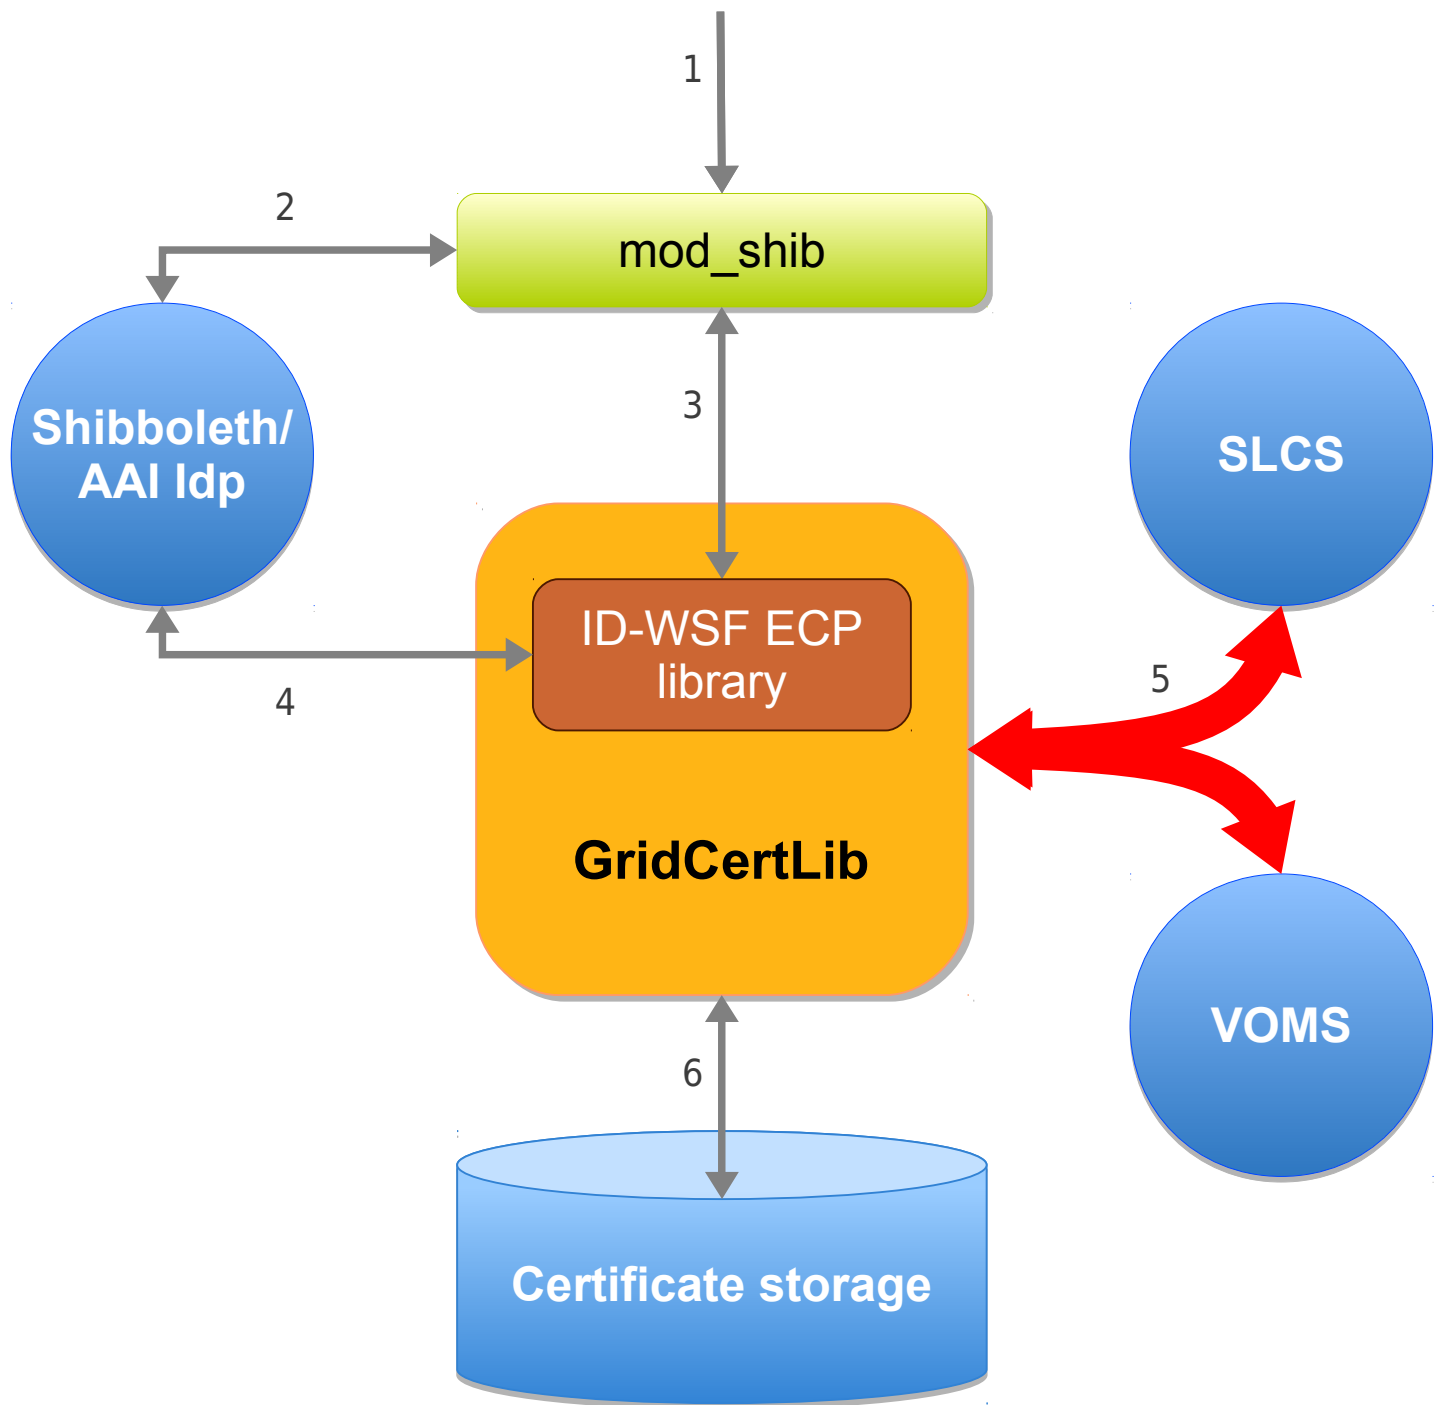 1
2
mod_shib
Shibboleth/
AAI Idp
3
SLCS
ID-WSF ECP
library
4
5
GridCertLib
VOMS
6
Certificate storage